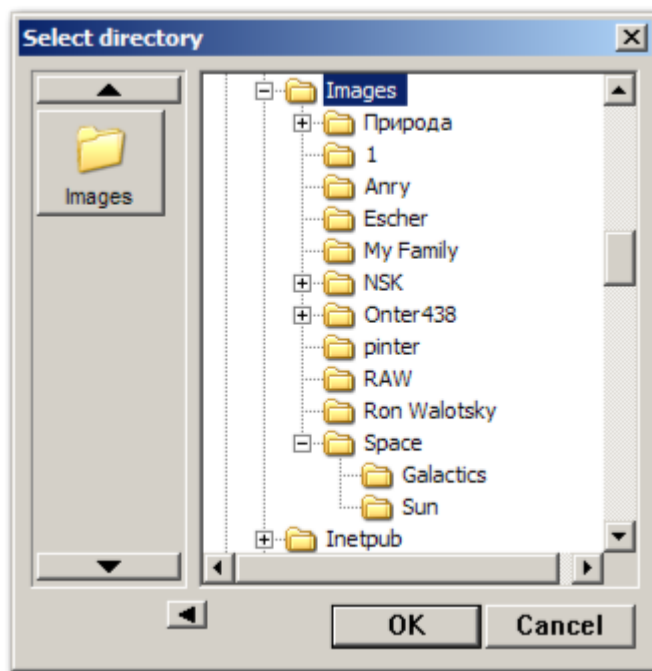 Select directory
Images
Images
Природа
1
Anry
Escher
My Family
NSK
Onter438
pinter
RAW
Ron Walotsky
Space
Galactics
Sun
Inetpub
OK
Cancel